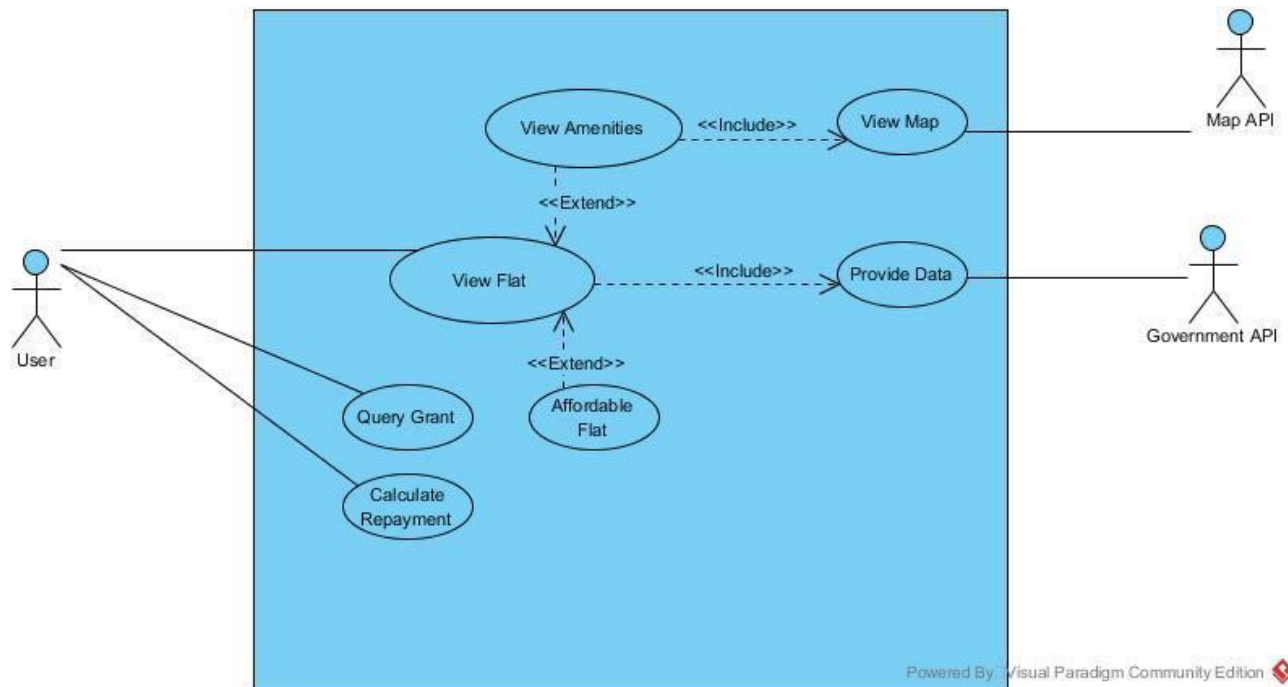 Map API
View Amenities
<<Include>>
View Map
<<Extend>>
View Flat
<<Include>>
Provide Data
Government API
User
<<Extend>>
Query Grant
Affordable
Flat
Calculate
Repayment
Powered By Visual Paradigm Community Edition